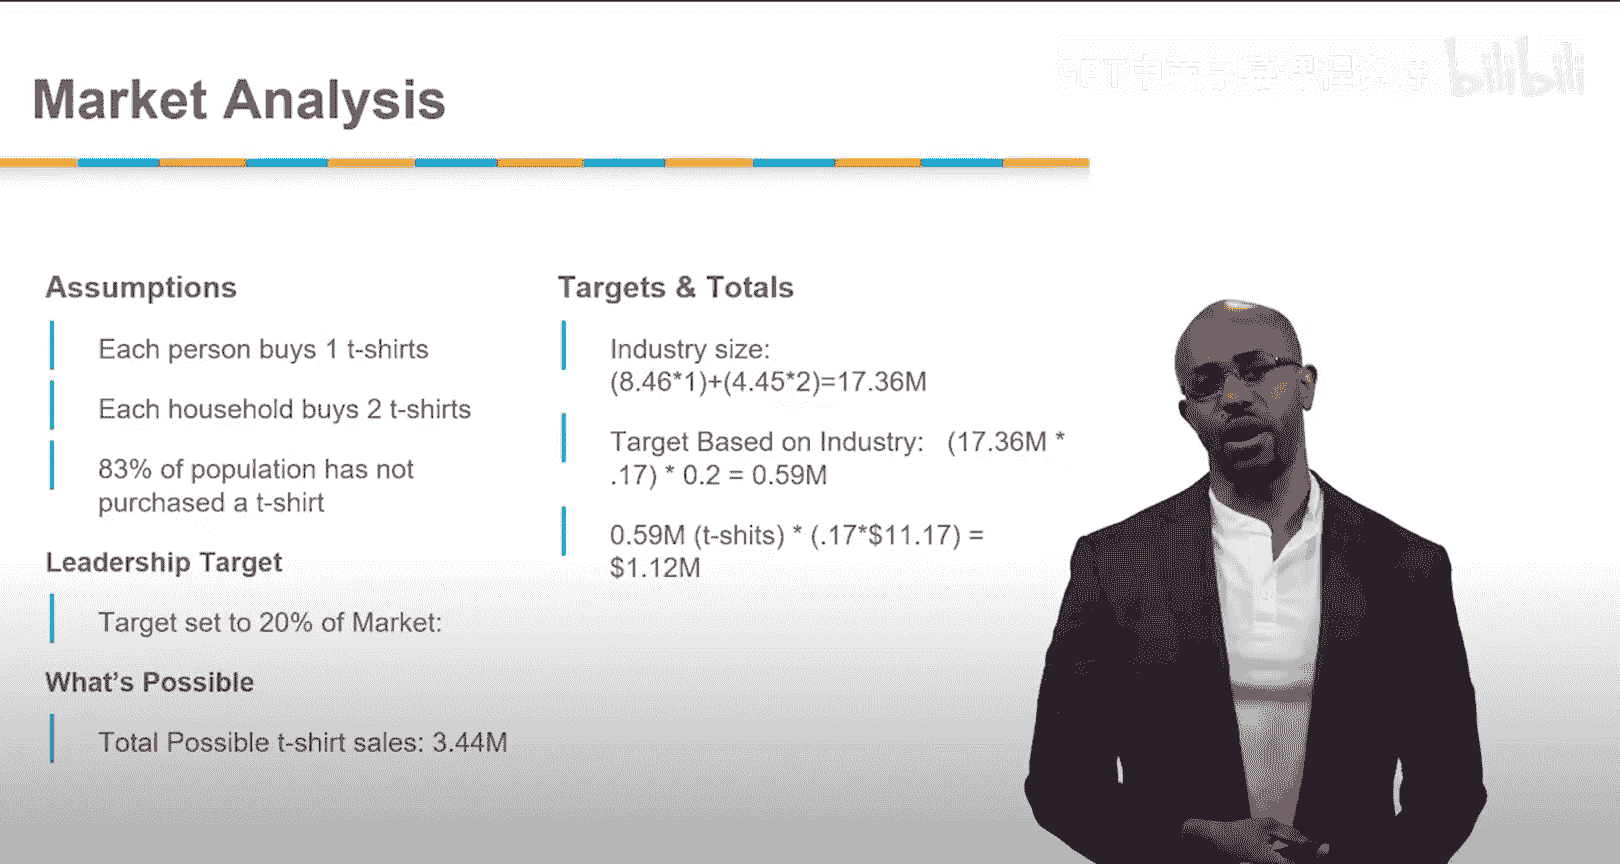 Market Analysis
bilibili
Assumptions
Each person buys 1 t-shirts
Each household buys 2 t-shirts
83% of population has not
purchased a t-shirt
Leadership Target
Target set to 20% of Market:
What's Possible
Total Possible t-shirt sales: 3.44M
Targets & Totals
Industry size:
(8.46*1)+(4.45*2)=17.36M
Target Based on Industry: (17.36M *
.17) * 0.2 = 0.59M
0.59M (t-shits) * (.17*$11.17) =
$1.12M